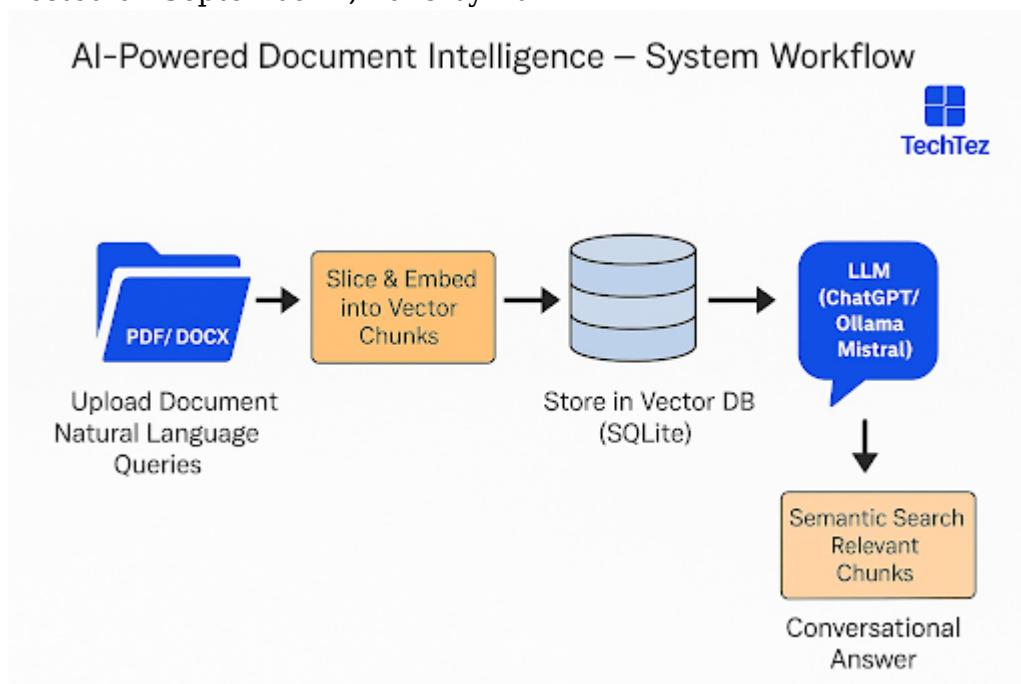 AI-Powered Document Intelligence – System Workflow
TechTez
PDF/ DOCX
Slice & Embed
into Vector
Chunks
LLM
(ChatGPT/
Ollama
Mistral)
Upload Document
Natural Language
Queries
Store in Vector DB
(SQLite)
Semantic Search
Relevant
Chunks
Conversational
Answer